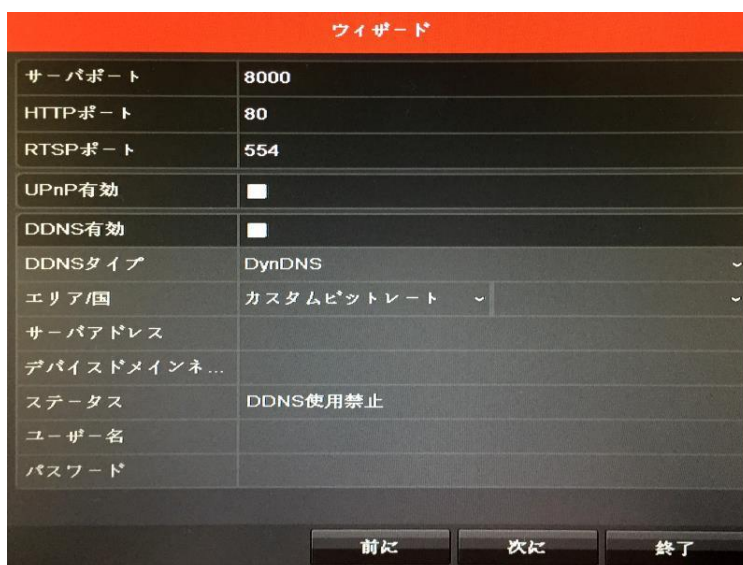 ウィザード
サーバポート 8000
HTTPポート 80
RTSPポート 554
UPnP有効
DDNS有効
DDNSタイプ DynDNS
エリア/国 カスタムビットレート
サーバアドレス
デバイスドメインネ...
ステータス DDNS使用禁止
ユーザー名
パスワード
前に 次に 終了